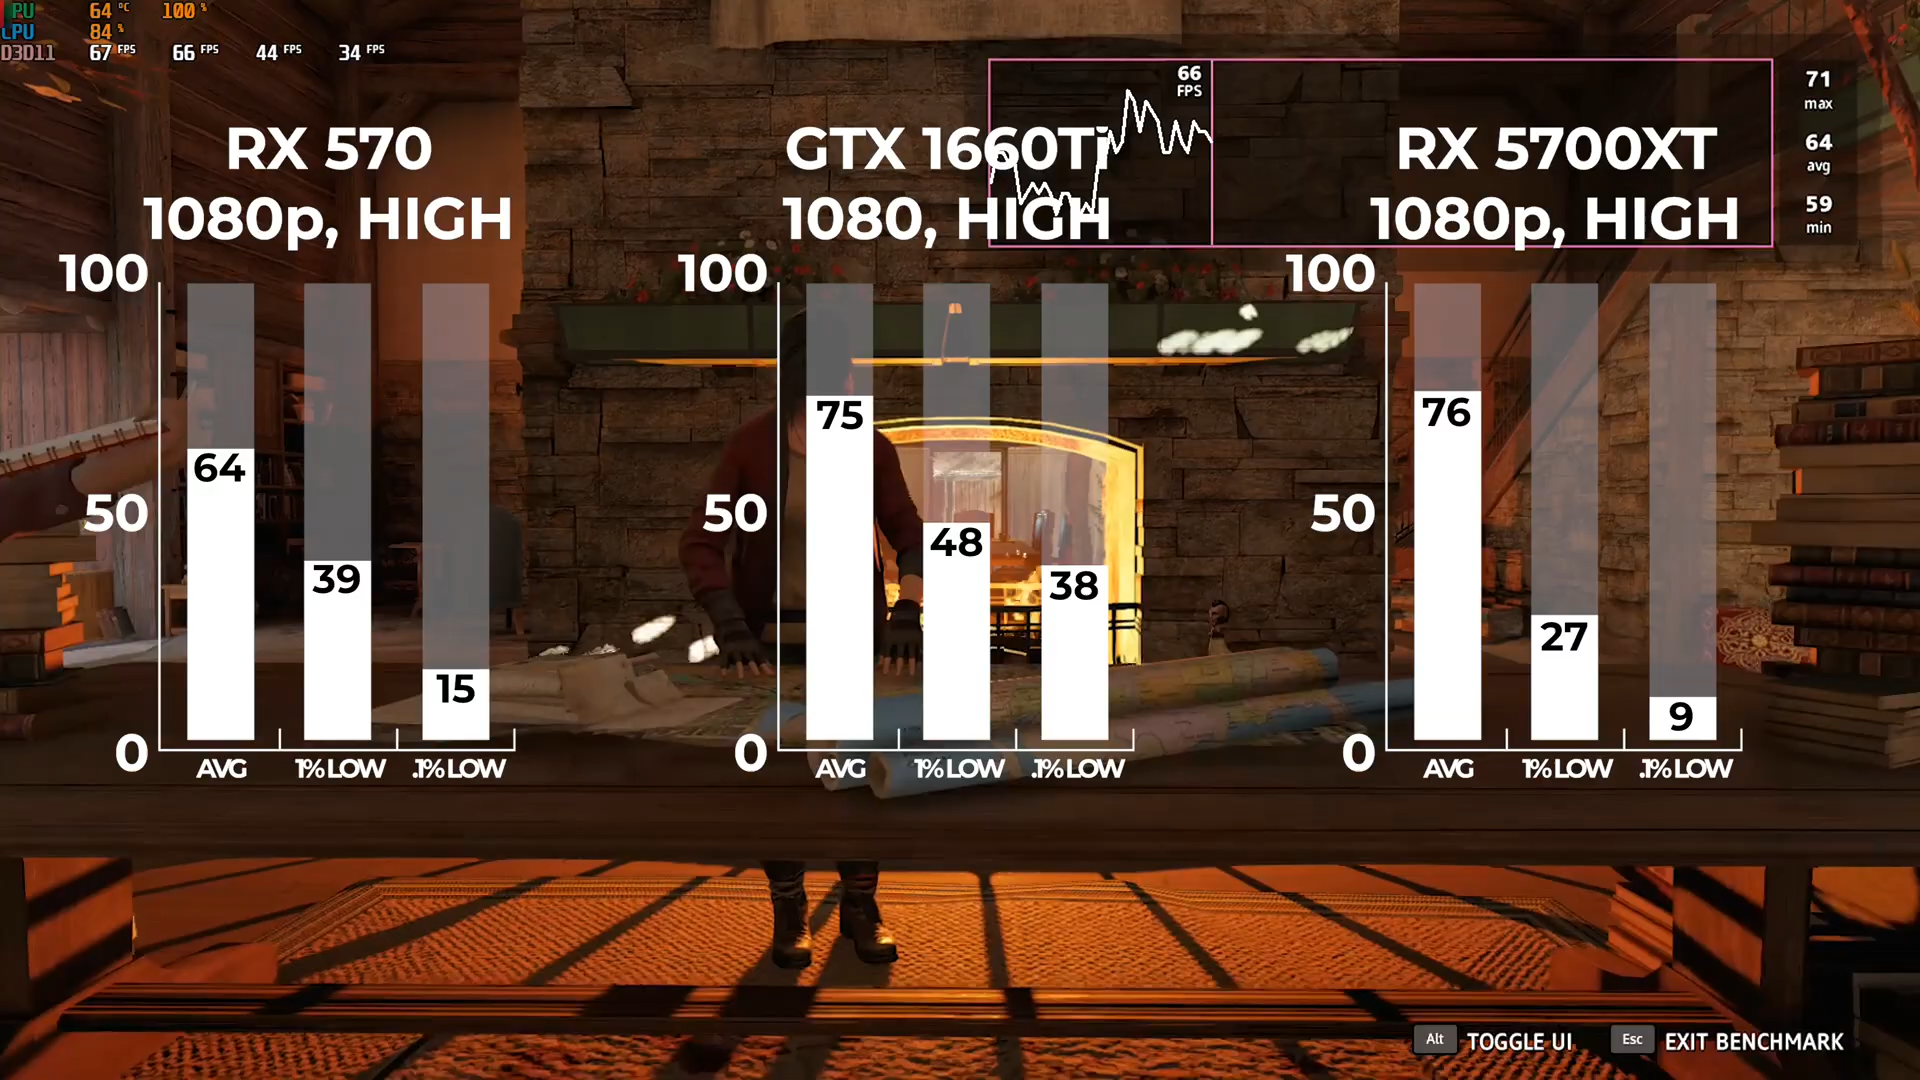 PU 64 °C 100 %
CPU 84 %
D3D11 67 FPS 66 FPS 44 FPS 34 FPS
66
FPS
71
max
64
avg
59
min
RX 570
1080p, HIGH
100
50
0
64
39
15
AVG 1% LOW .1% LOW
GTX 1660Ti
1080, HIGH
100
50
0
75
48
38
AVG 1% LOW .1% LOW
RX 5700XT
1080p, HIGH
100
50
0
76
27
9
AVG 1% LOW .1% LOW
Alt TOGGLE UI Esc EXIT BENCHMARK